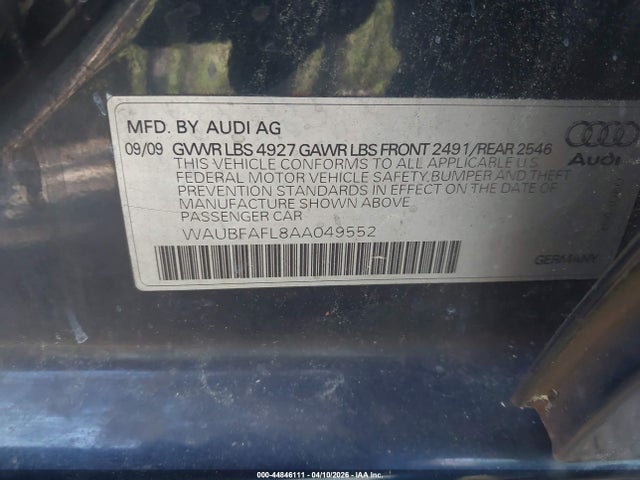 MFD. BY AUDI AG
09/09 GVWR LBS 4927 GAWR LBS FRONT 2491/REAR 2546
THIS VEHICLE CONFORMS TO ALL APPLICABLE U.S.
FEDERAL MOTOR VEHICLE SAFETY, BUMPER AND THEFT
PREVENTION STANDARDS IN EFFECT ON THE DATE OF
MANUFACTURE SHOWN ABOVE.
PASSENGER CAR
WAUBFAFL8AA049552
Audi
GERMANY
000-44846111 - 04/10/2026 - IAA Inc.